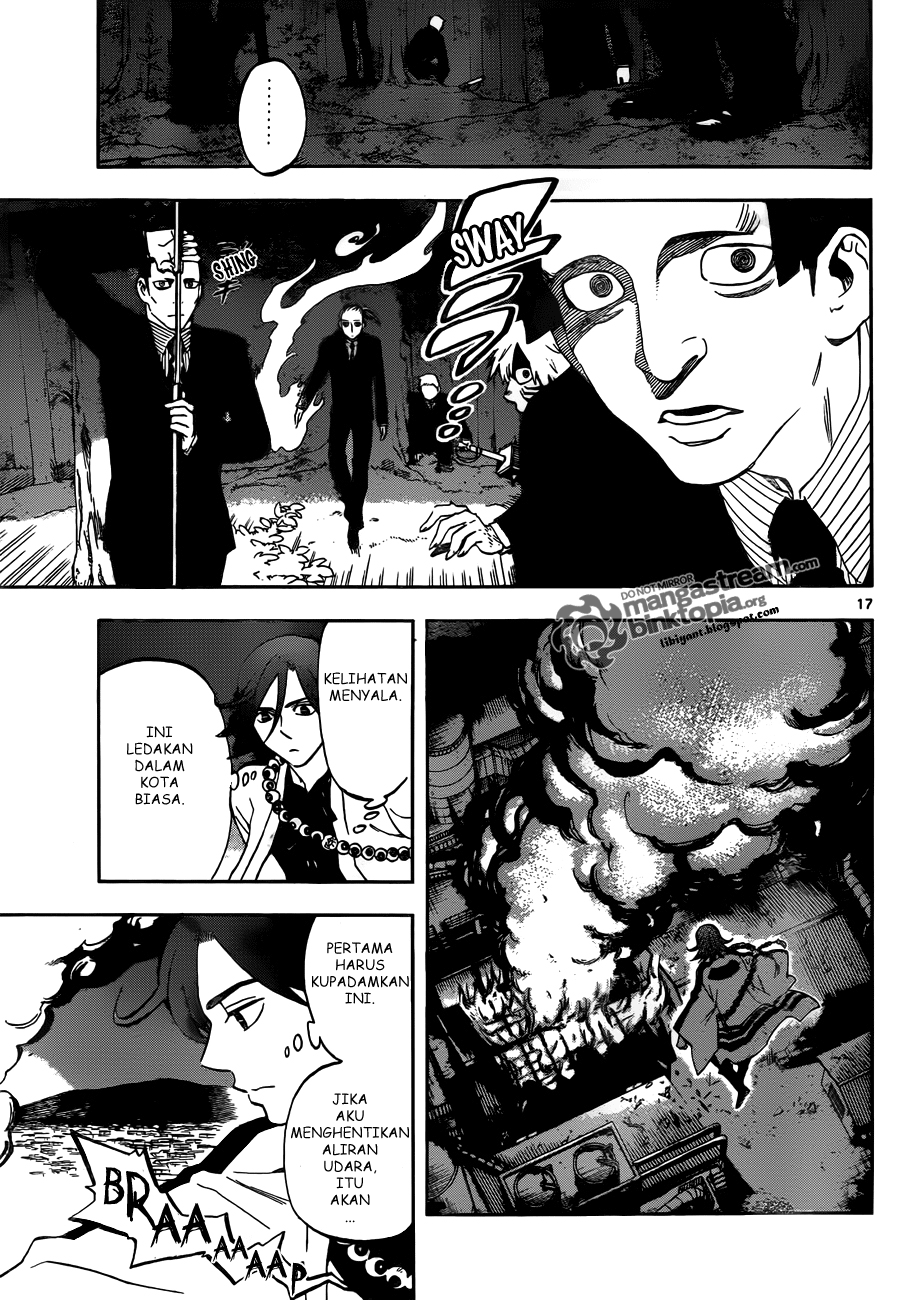 ..........
SWAY
SHING
17
DO NOT MIRROR
mangastream.com
binktopia.org
libiyant.blogspot.com
KELIHATAN
MENYALA.
INI
LEDAKAN
DALAM
KOTA
BIASA.
PERTAMA
HARUS
KUPADAMKAN
INI.
JIKA
AKU
MENGHENTIKAN
ALIRAN
UDARA,
ITU
AKAN
...
BRAAAAAAP